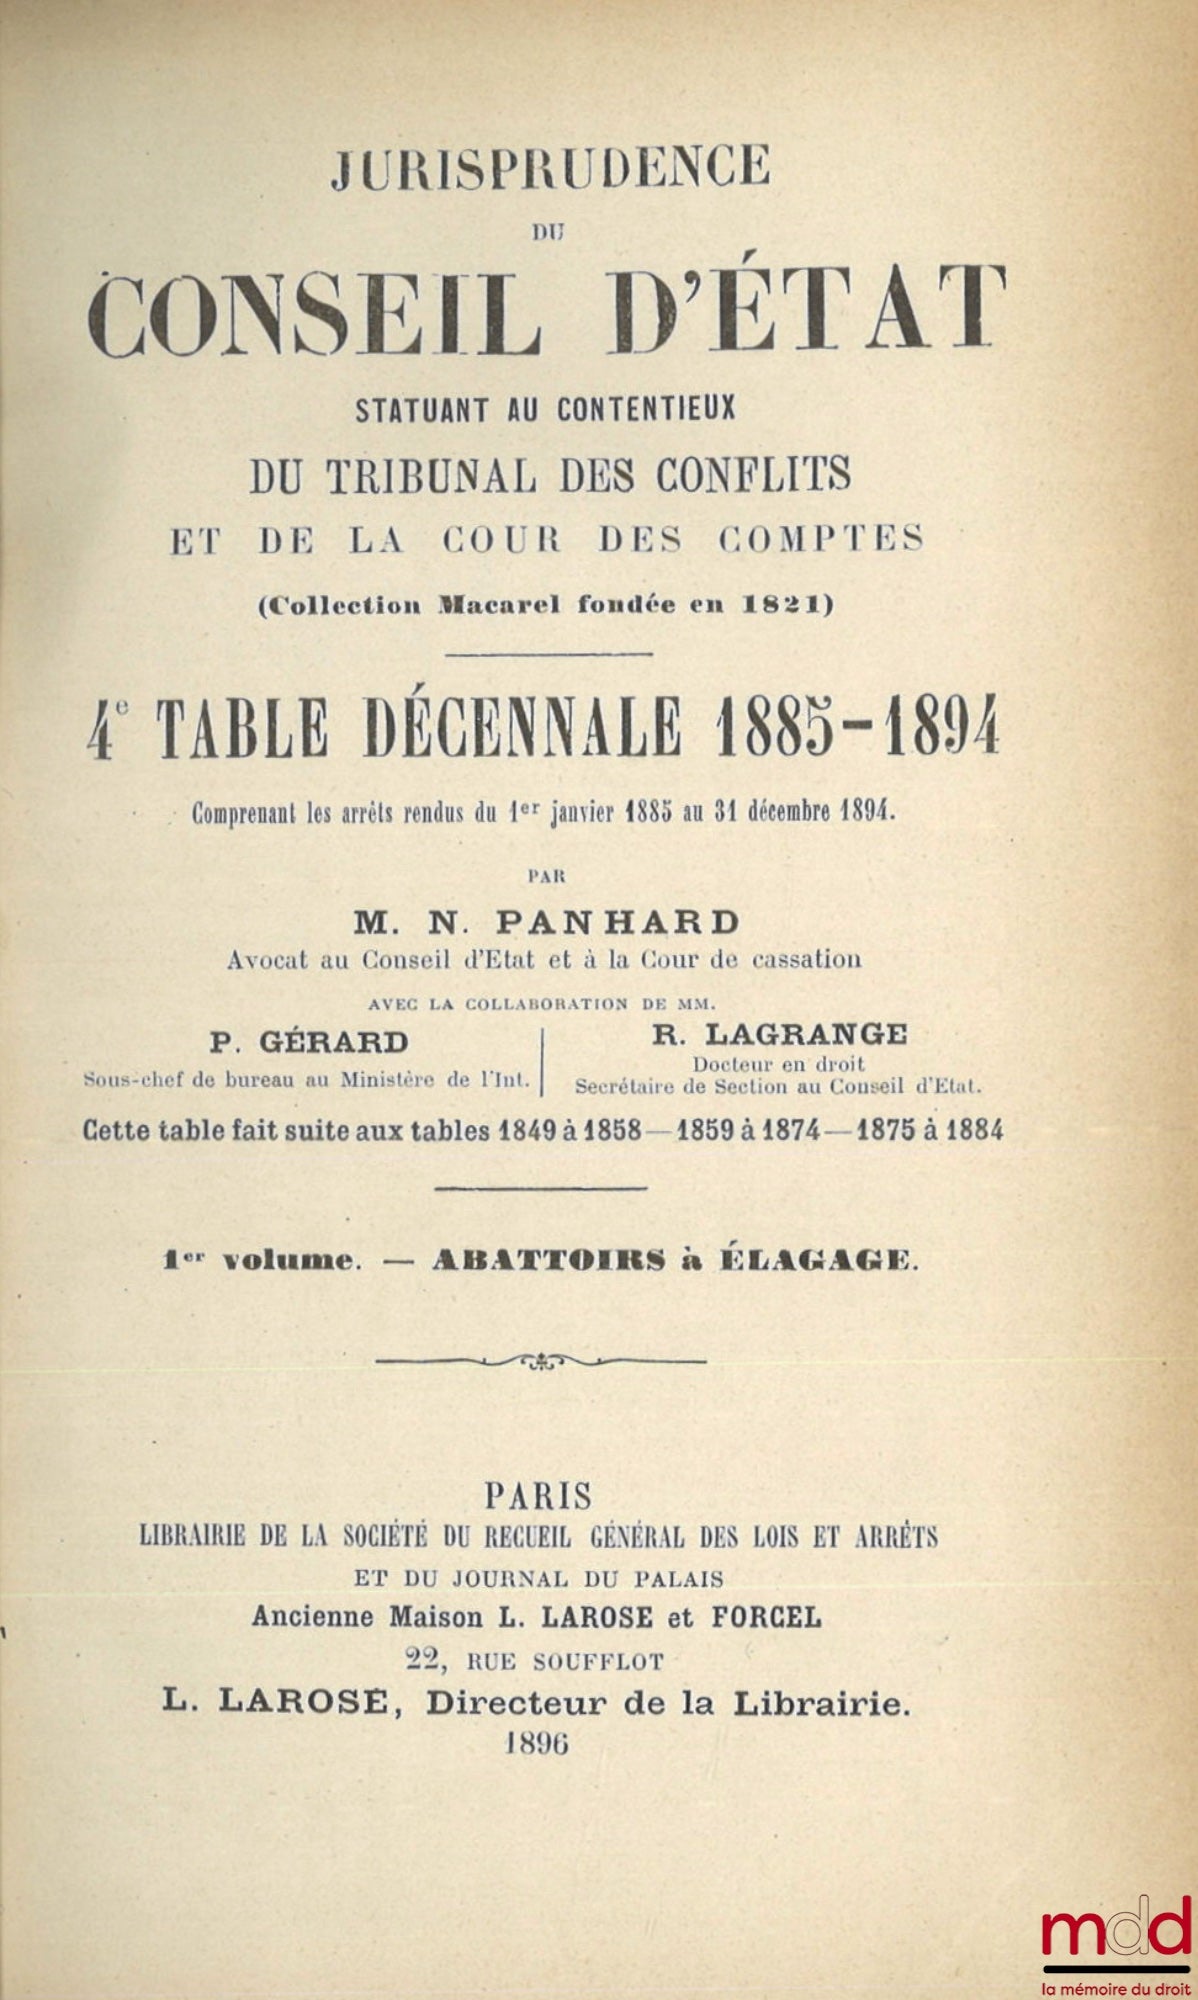 JURISPRUDENCE
DU
CONSEIL D'ÉTAT
STATUANT AU CONTENTIEUX
DU TRIBUNAL DES CONFLITS
ET DE LA COUR DES COMPTES
(Collection Macarel fondée en 1821)
4e TABLE DÉCENNALE 1885-1894
Comprenant les arrêts rendus du 1er janvier 1885 au 31 décembre 1894.
PAR
M. N. PANHARD
Avocat au Conseil d'Etat et à la Cour de cassation
AVEC LA COLLABORATION DE MM.
P. GÉRARD
Sous-chef de bureau au Ministère de l'Int.
R. LAGRANGE
Docteur en droit
Secrétaire de Section au Conseil d'Etat.
Cette table fait suite aux tables 1849 à 1858 — 1859 à 1874 — 1875 à 1884
1er volume. — ABATTOIRS à ÉLAGAGE.
PARIS
LIBRAIRIE DE LA SOCIÉTÉ DU RECUEIL GÉNÉRAL DES LOIS ET ARRÊTS
ET DU JOURNAL DU PALAIS
Ancienne Maison L. LAROSE et FORCEL
22, RUE SOUFFLOT
L. LAROSE, Directeur de la Librairie.
1896
mdd
la mémoire du droit